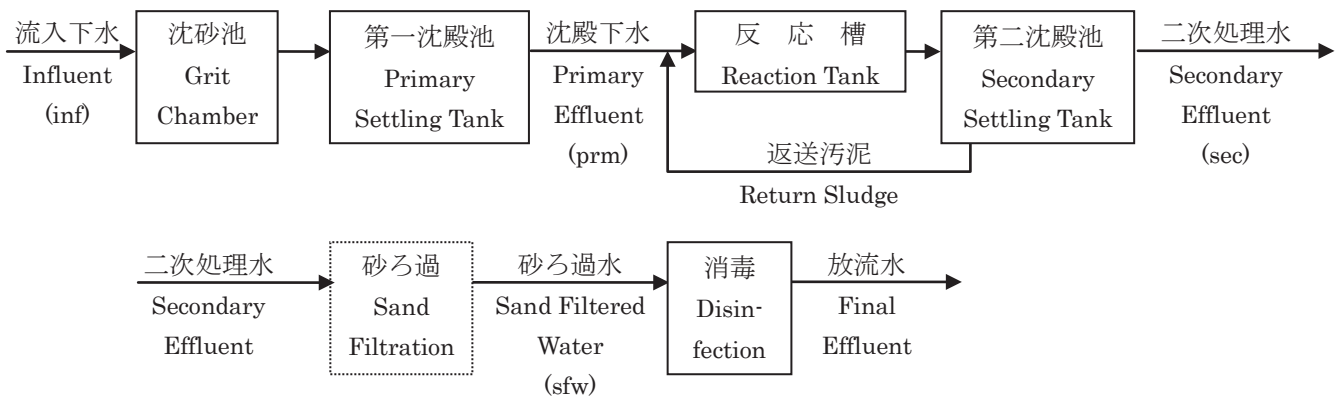 流入下水
Influent
(inf)
沈砂池
Grit
Chamber
第一沈殿池
Primary
Settling Tank
沈殿下水
Primary
Effluent
(prm)
反 応 槽
Reaction Tank
第二沈殿池
Secondary
Settling Tank
二次処理水
Secondary
Effluent
(sec)
返送汚泥
Return Sludge
二次処理水
Secondary
Effluent
砂ろ過
Sand
Filtration
砂ろ過水
Sand Filtered
Water
(sfw)
消毒
Disin-
fection
放流水
Final
Effluent